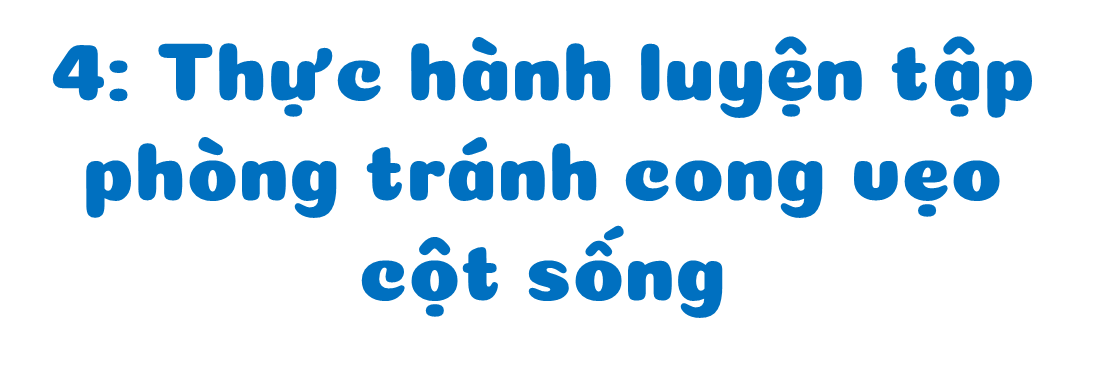 4: Thực hành luyện tập
phòng tránh cong vẹo
cột sống